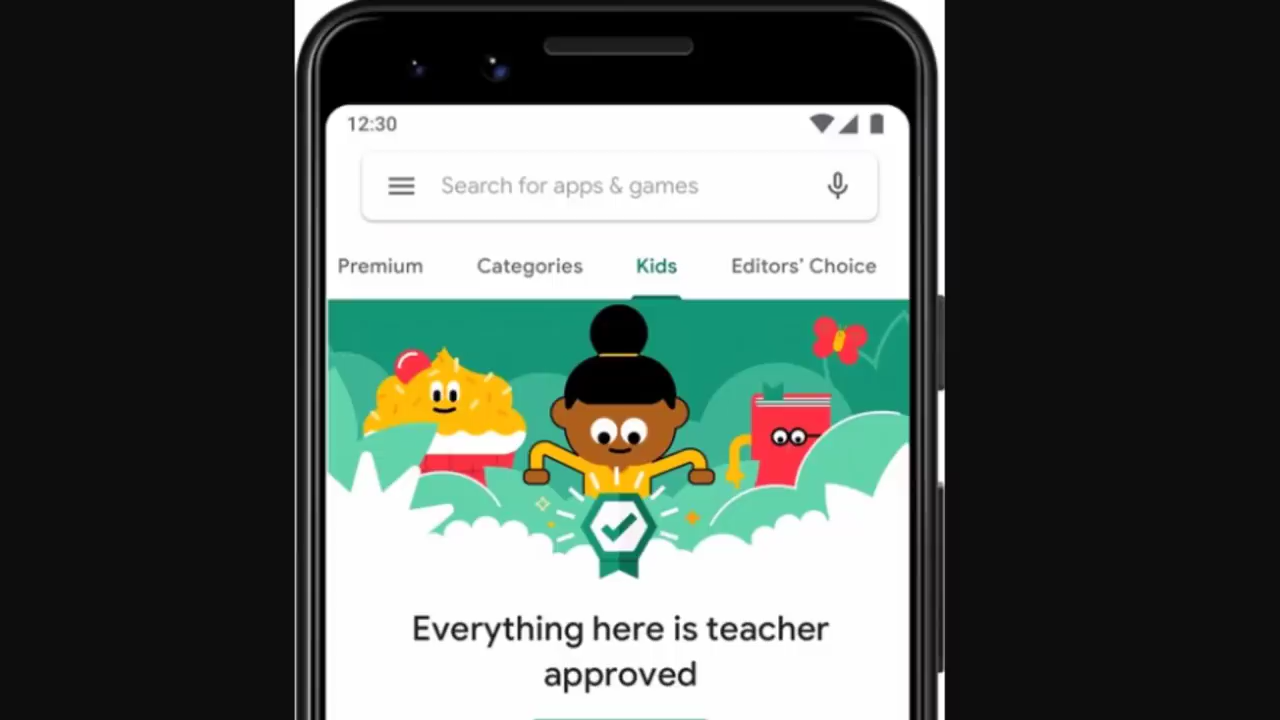 12:30
Search for apps & games
Premium Categories Kids Editors’ Choice
Everything here is teacher
approved